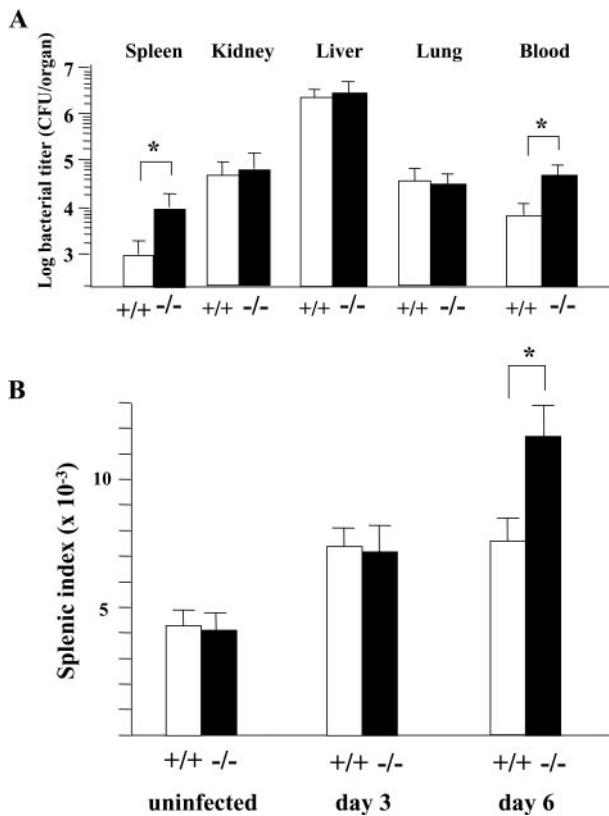 A
Spleen Kidney Liver Lung Blood
Log bacterial titer (CFU/organ)
7
6
5
4
3
* *
+/+ -/- +/+ -/- +/+ -/- +/+ -/- +/+ -/-
B
Splenic index (x 10⁻³)
10
5
*
+/+ -/- +/+ -/- +/+ -/-
uninfected day 3 day 6